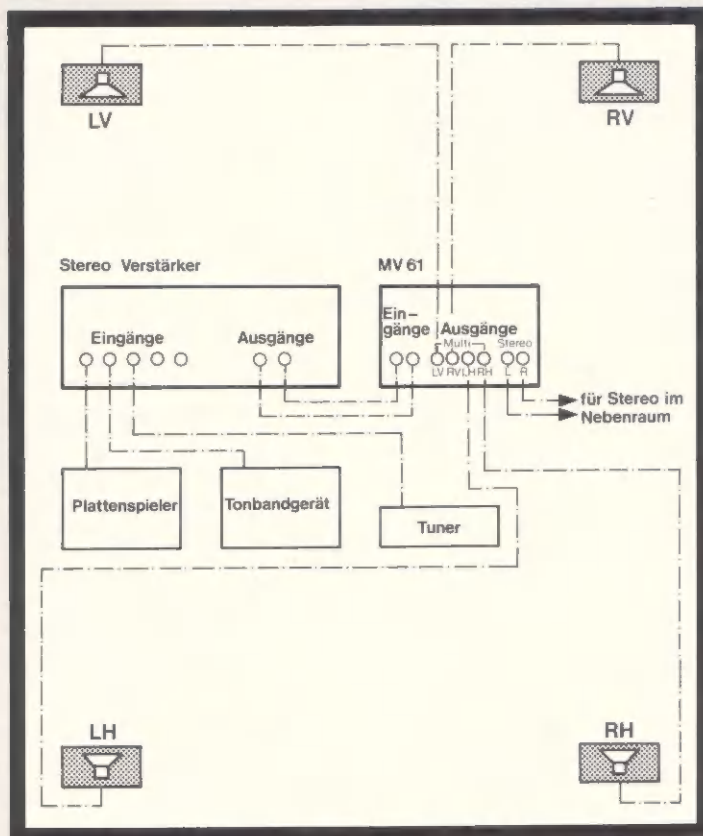 LV
RV
Stereo Verstärker
MV 61
Eingänge
Ausgänge
Ein-
gänge
Ausgänge
Multi
Stereo
LV RV LH RH
L R
für Stereo im
Nebenraum
Plattenspieler
Tonbandgerät
Tuner
LH
RH